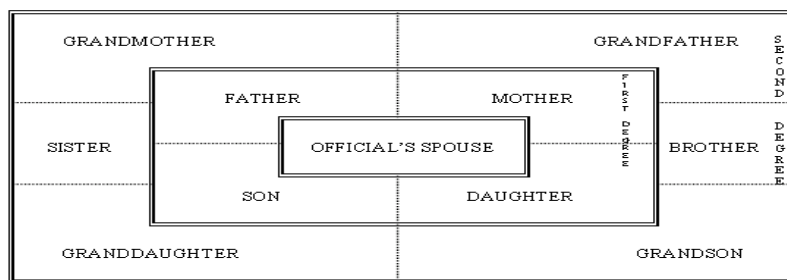 GRANDMOTHER GRANDFATHER
SECOND DEGREE
FATHER MOTHER
FIRST DEGREE
SISTER OFFICIAL'S SPOUSE BROTHER
SON DAUGHTER
GRANDDAUGHTER GRANDSON